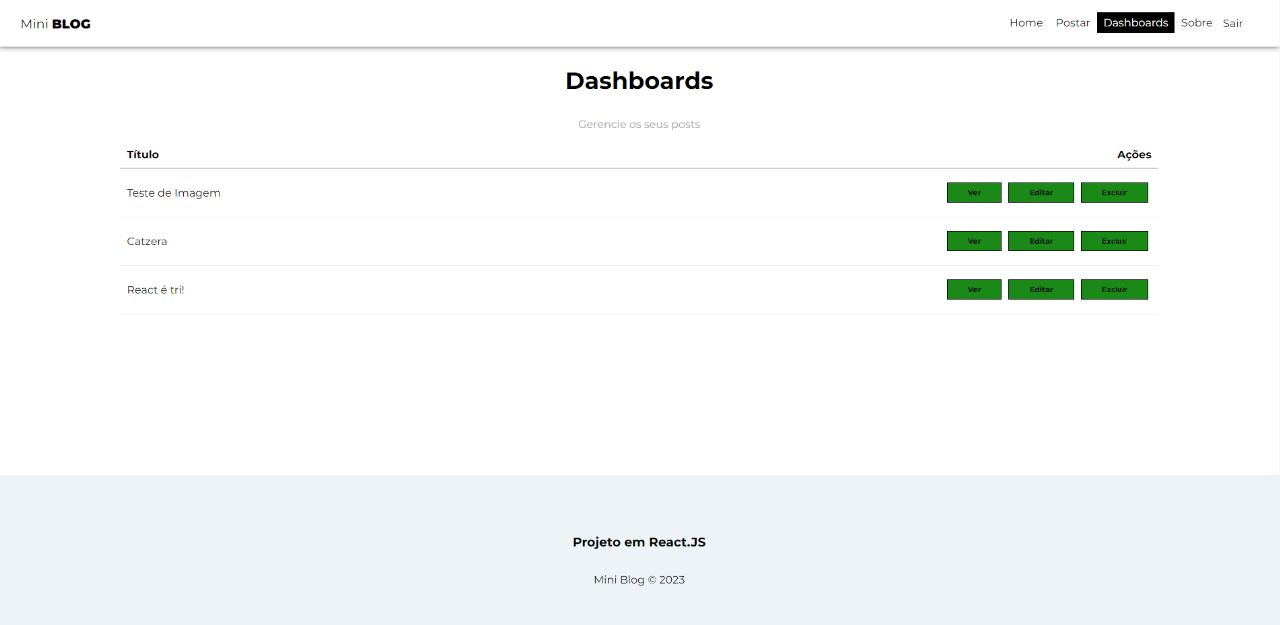 Mini BLOG Home Postar Dashboards Sobre Sair
Dashboards
Gerencie os seus posts
Título Ações
Teste de Imagem Ver Editar Excluir
Catzera Ver Editar Excluir
React é tri! Ver Editar Excluir
Projeto em React.JS
Mini Blog © 2023